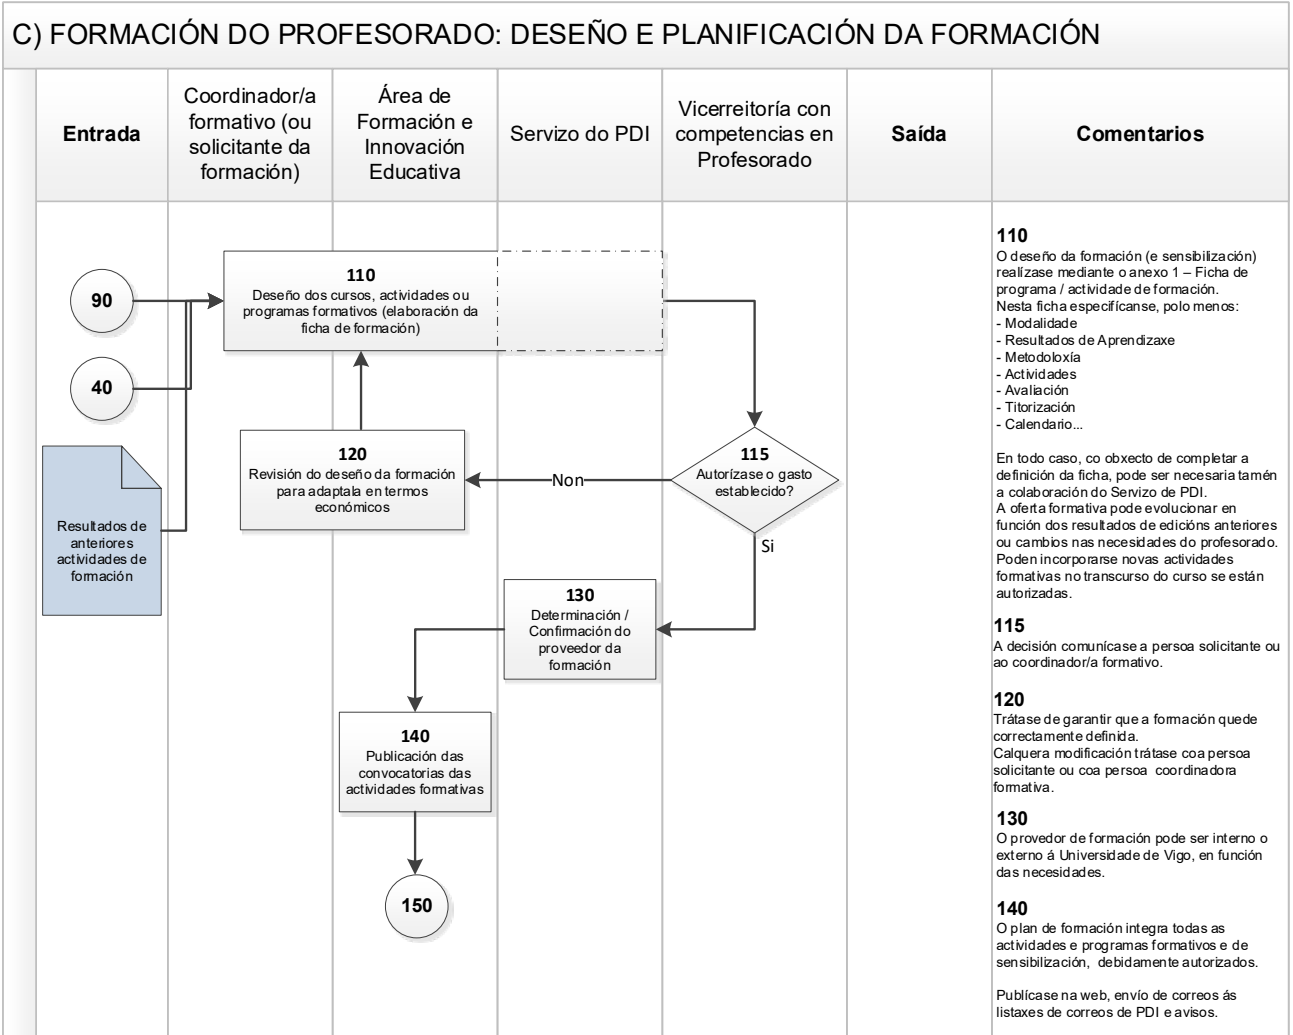 C) FORMACIÓN DO PROFESORADO: DESEÑO E PLANIFICACIÓN DA FORMACIÓN
Entrada
Coordinador/a
formativo (ou
solicitante da
formación)
Área de
Formación e
Innovación
Educativa
Servizo do PDI
Vicerreitoría con
competencias en
Profesorado
Saída
Comentarios
90
40
Resultados de
anteriores
actividades de
formación
110
Deseño dos cursos, actividades ou
programas formativos (elaboración da
ficha de formación)
120
Revisión do deseño da formación
para adaptala en termos
económicos
Non
115
Autorízase o gasto
establecido?
Si
130
Determinación /
Confirmación do
proveedor da
formación
140
Publicación das
convocatorias das
actividades formativas
150
110
O deseño da formación (e sensibilización)
realízase mediante o anexo 1 – Ficha de
programa / actividade de formación.
Nesta ficha especifícanse, polo menos:
- Modalidade
- Resultados de Aprendizaxe
- Metodoloxía
- Actividades
- Avaliación
- Titorización
- Calendario...
En todo caso, co obxecto de completar a
definición da ficha, pode ser necesaria tamén
a colaboración do Servizo de PDI.
A oferta formativa pode evolucionar en
función dos resultados de edicións anteriores
ou cambios nas necesidades do profesorado.
Poden incorporarse novas actividades
formativas no transcurso do curso se están
autorizadas.
115
A decisión comunícase a persoa solicitante ou
ao coordinador/a formativo.
120
Trátase de garantir que a formación quede
correctamente definida.
Calquera modificación trátase coa persoa
solicitante ou coa persoa coordinadora
formativa.
130
O provedor de formación pode ser interno o
externo á Universidade de Vigo, en función
das necesidades.
140
O plan de formación integra todas as
actividades e programas formativos e de
sensibilización, debidamente autorizados.
Publícase na web, envío de correos ás
listaxes de correos de PDI e avisos.